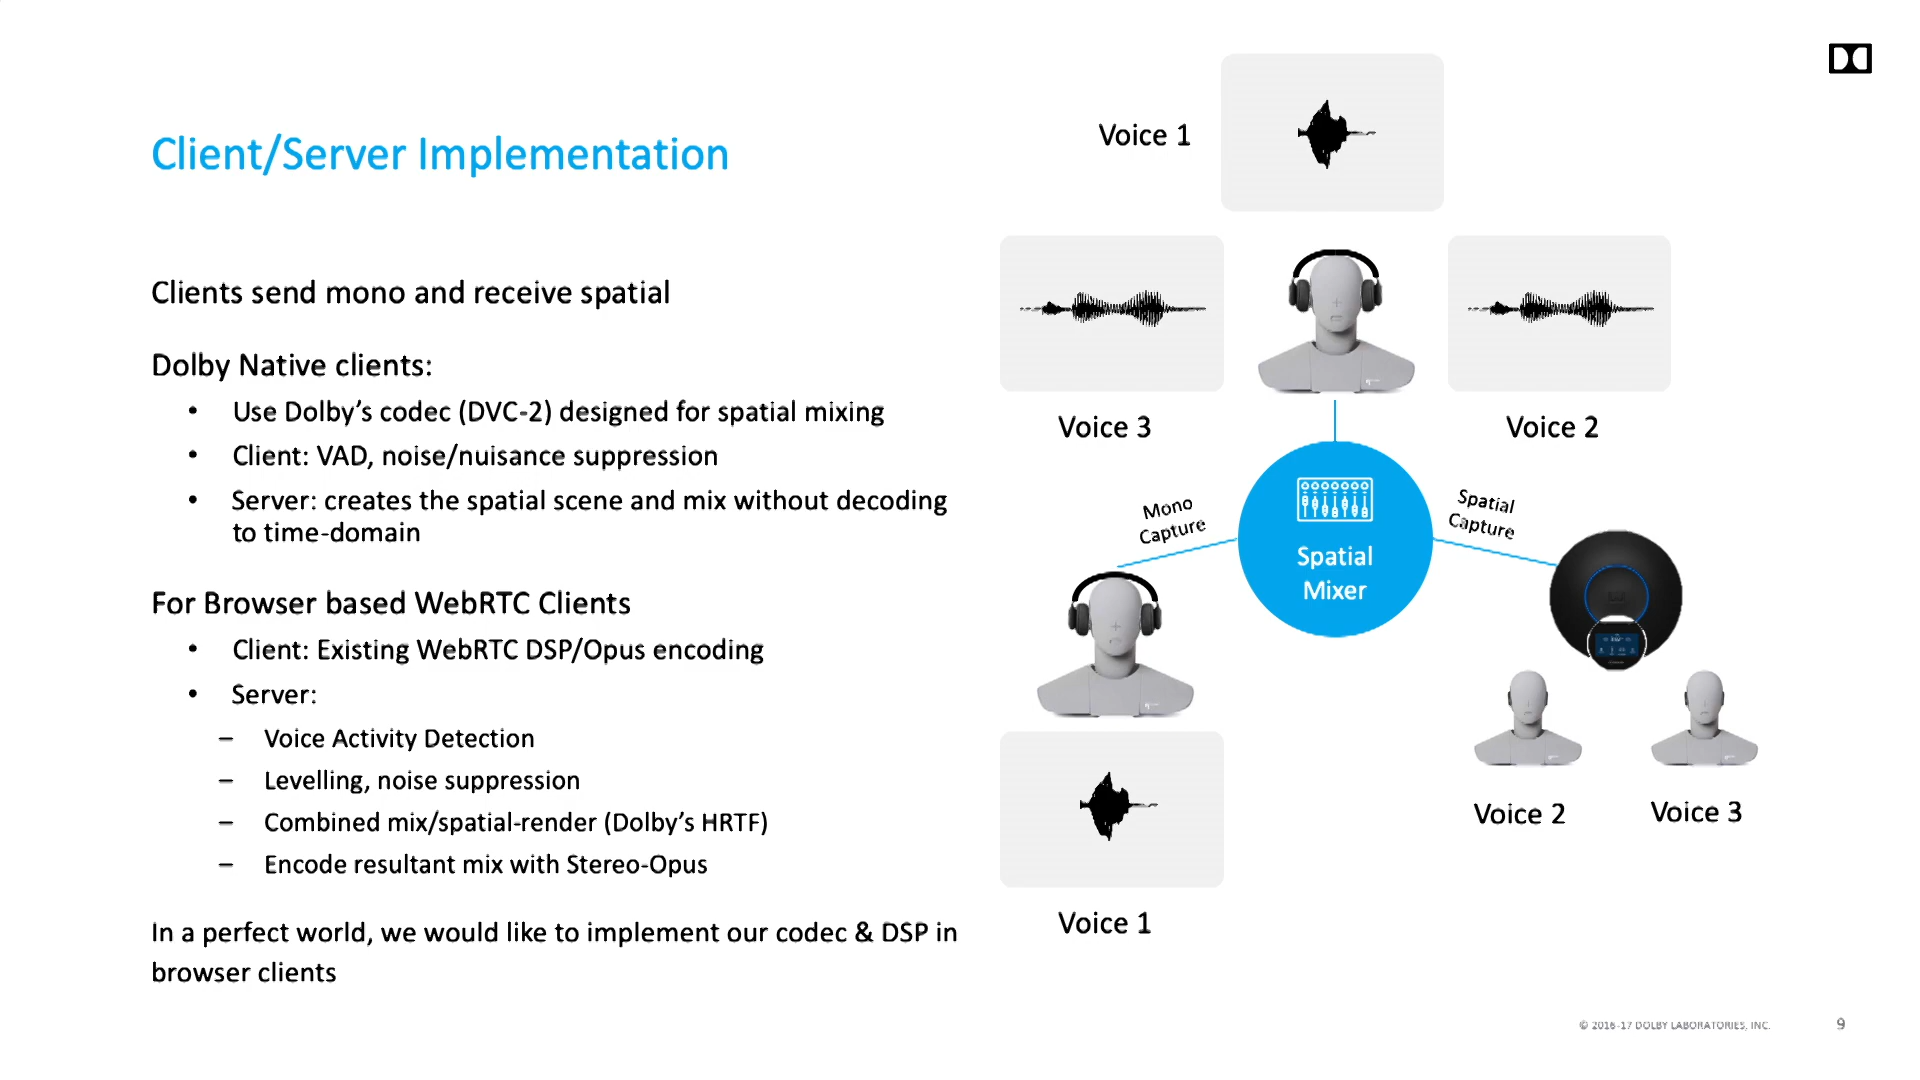 Client/Server Implementation
Clients send mono and receive spatial
Dolby Native clients:
• Use Dolby’s codec (DVC-2) designed for spatial mixing
• Client: VAD, noise/nuisance suppression
• Server: creates the spatial scene and mix without decoding
to time-domain
For Browser based WebRTC Clients
• Client: Existing WebRTC DSP/Opus encoding
• Server:
– Voice Activity Detection
– Levelling, noise suppression
– Combined mix/spatial-render (Dolby’s HRTF)
– Encode resultant mix with Stereo-Opus
In a perfect world, we would like to implement our codec & DSP in
browser clients
Voice 1
Voice 3
Voice 2
Mono
Capture
Spatial
Capture
Spatial
Mixer
Voice 2
Voice 3
Voice 1
© 2016-17 DOLBY LABORATORIES, INC.
9